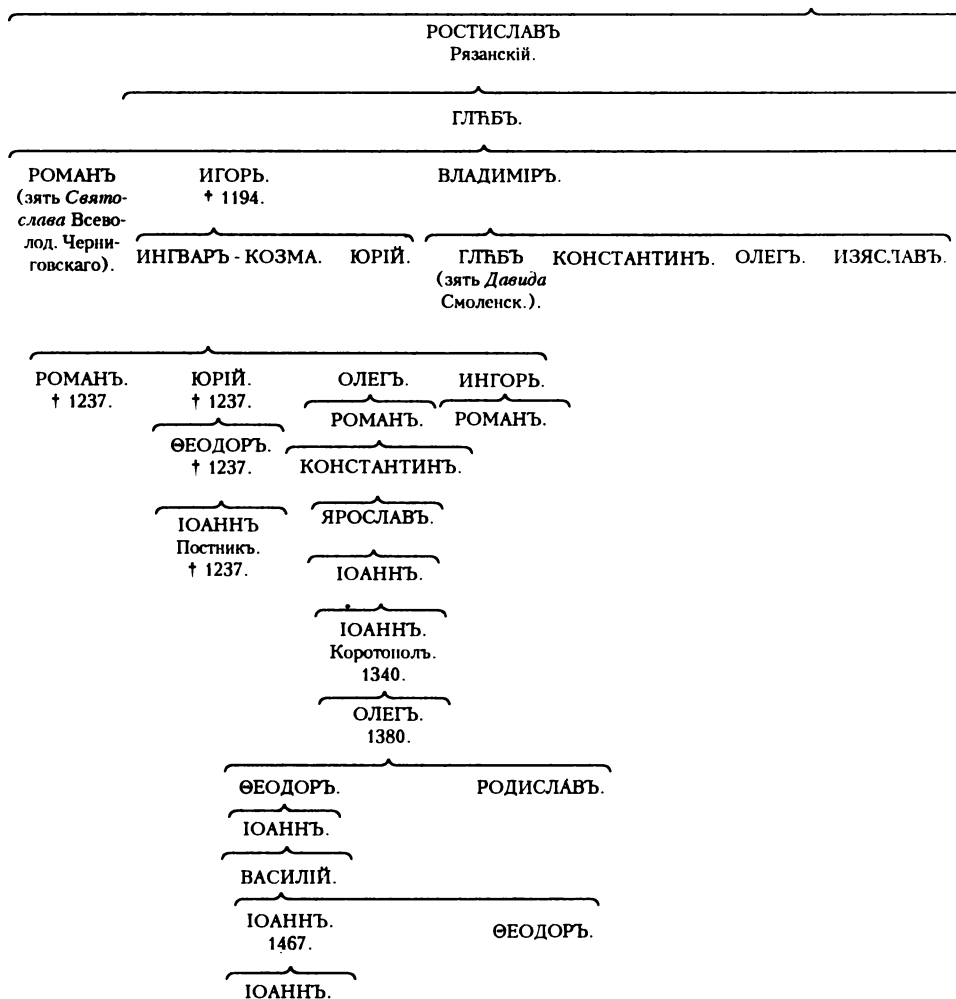 РОСТИСЛАВЪ
Рязанскій.
ГЛѢБЪ.
РОМАНЪ
(зять Свято-
слава Всево-
лод. Черни-
говскаго).
ИГОРЬ.
† 1194.
ВЛАДИМІРЪ.
ИНГВАРЪ - КОЗМА.
ЮРІЙ.
ГЛѢБЪ
(зять Давида
Смоленск.).
КОНСТАНТИНЪ.
ОЛЕГЪ.
ИЗЯСЛАВЪ.
РОМАНЪ.
† 1237.
ЮРІЙ.
† 1237.
ОЛЕГЪ.
ИНГОРЬ.
РОМАНЪ.
РОМАНЪ.
ѲЕОДОРЪ.
† 1237.
КОНСТАНТИНЪ.
ІОАННЪ
Постникъ.
† 1237.
ЯРОСЛАВЪ.
ІОАННЪ.
ІОАННЪ.
Коротополъ.
1340.
ОЛЕГЪ.
1380.
ѲЕОДОРЪ.
РОДИСЛАВЪ.
ІОАННЪ.
ВАСИЛІЙ.
ІОАННЪ.
1467.
ѲЕОДОРЪ.
ІОАННЪ.